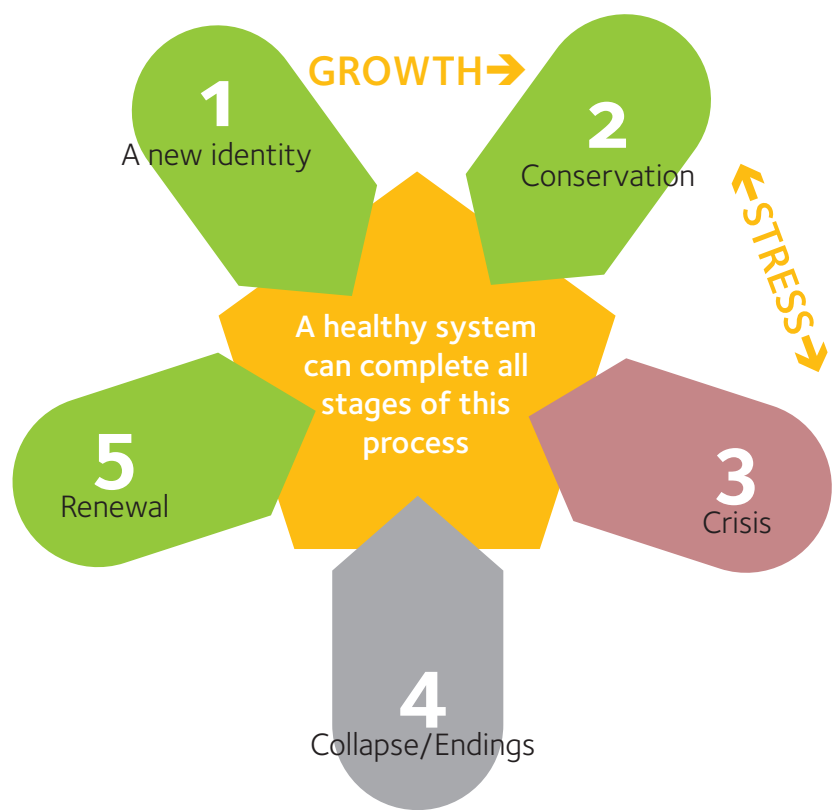 1
A new identity
GROWTH→
2
Conservation
←STRESS→
3
Crisis
4
Collapse/Endings
5
Renewal
A healthy system
can complete all
stages of this
process